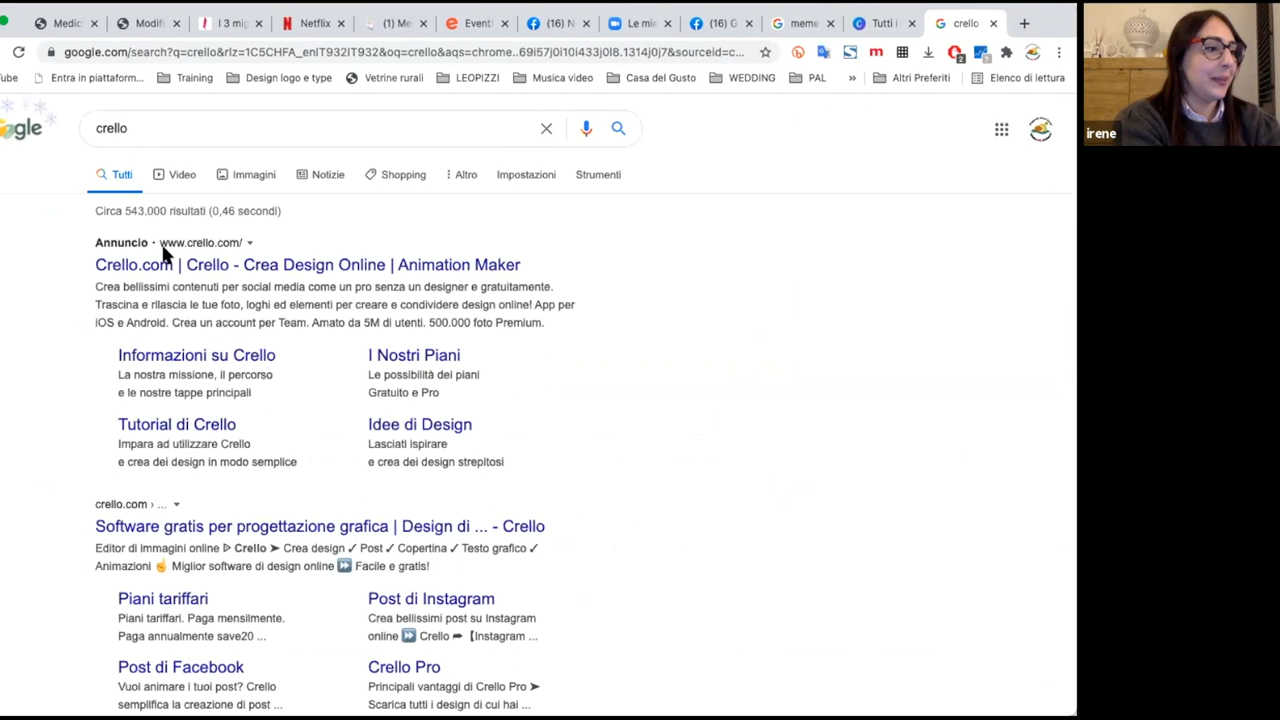 Medic
Modifi
I 3 mig
Netflix
(1) Me
Eventi
(16) N
Le mie
(16) G
meme
Tutti i
crello
google.com/search?q=crello&rlz=1C5CHFA_enIT932IT932&oq=crello&aqs=chrome..69i57j0i10i433j0l8.1314j0j7&sourceid=c...
2
Tube
Entra in piattaform...
Training
Design logo e type
Vetrine rurali
LEOPIZZI
Musica video
Casa del Gusto
WEDDING
PAL
»
Altri Preferiti
Elenco di lettura
irene
crello
Tutti
Video
Immagini
Notizie
Shopping
Altro
Impostazioni
Strumenti
Circa 543.000 risultati (0,46 secondi)
Annuncio · www.crello.com/
Crello.com | Crello - Crea Design Online | Animation Maker
Crea bellissimi contenuti per social media come un pro senza un designer e gratuitamente.
Trascina e rilascia le tue foto, loghi ed elementi per creare e condividere design online! App per
iOS e Android. Crea un account per Team. Amato da 5M di utenti. 500.000 foto Premium.
Informazioni su Crello
La nostra missione, il percorso
e le nostre tappe principali
I Nostri Piani
Le possibilità dei piani
Gratuito e Pro
Tutorial di Crello
Impara ad utilizzare Crello
e crea dei design in modo semplice
Idee di Design
Lasciati ispirare
e crea dei design strepitosi
crello.com › ...
Software gratis per progettazione grafica | Design di ... - Crello
Editor di immagini online ᐅ Crello ➤ Crea design ✓ Post ✓ Copertina ✓ Testo grafico ✓
Animazioni ☝ Miglior software di design online ⏩ Facile e gratis!
Piani tariffari
Piani tariffari. Paga mensilmente.
Paga annualmente save20 ...
Post di Instagram
Crea bellissimi post su Instagram
online ⏩ Crello ➦【Instagram ...
Post di Facebook
Vuoi animare i tuoi post? Crello
semplifica la creazione di post ...
Crello Pro
Principali vantaggi di Crello Pro ➤
Scarica tutti i design di cui hai ...